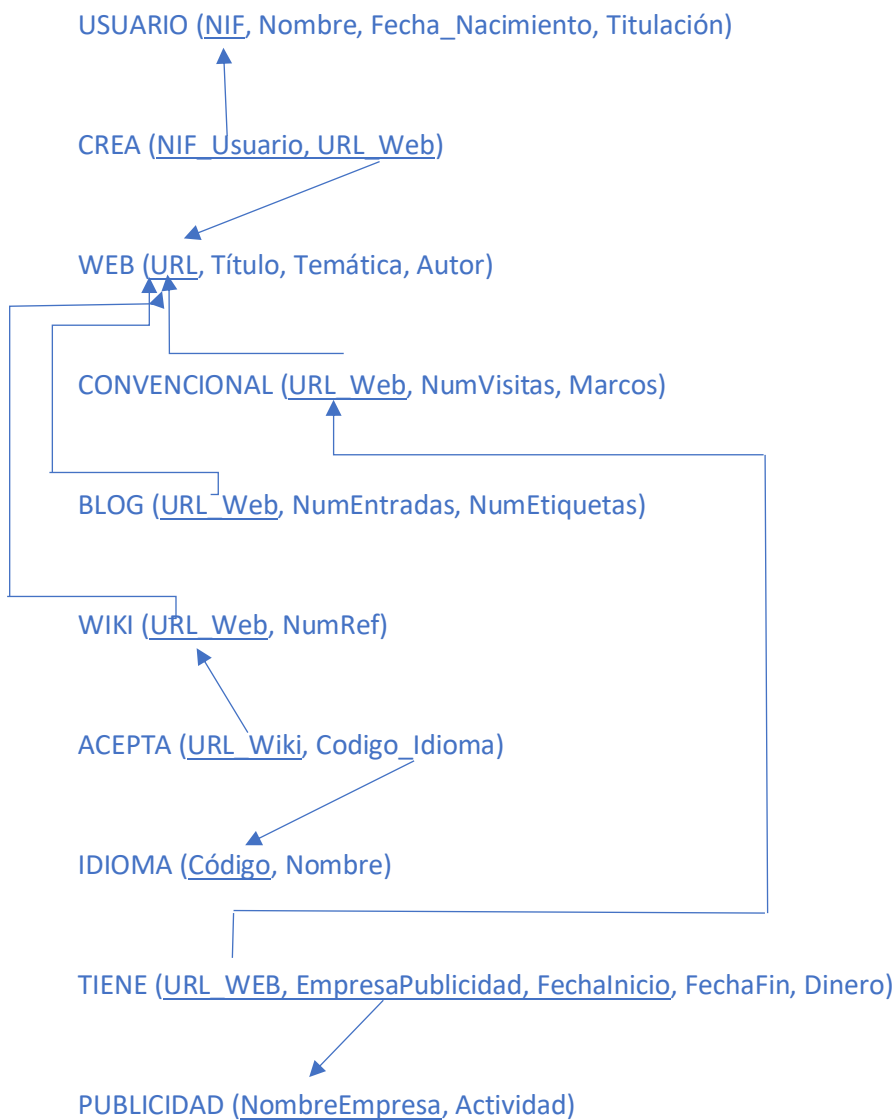 USUARIO (NIF, Nombre, Fecha_Nacimiento, Titulación)
CREA (NIF_Usuario, URL_Web)
WEB (URL, Título, Temática, Autor)
CONVENCIONAL (URL_Web, NumVisitas, Marcos)
BLOG (URL_Web, NumEntradas, NumEtiquetas)
WIKI (URL_Web, NumRef)
ACEPTA (URL_Wiki, Codigo_Idioma)
IDIOMA (Código, Nombre)
TIENE (URL_WEB, EmpresaPublicidad, FechaInicio, FechaFin, Dinero)
PUBLICIDAD (NombreEmpresa, Actividad)